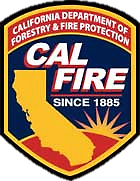 CALIFORNIA DEPARTMENT OF
FORESTRY & FIRE PROTECTION
CAL
FIRE
SINCE 1885